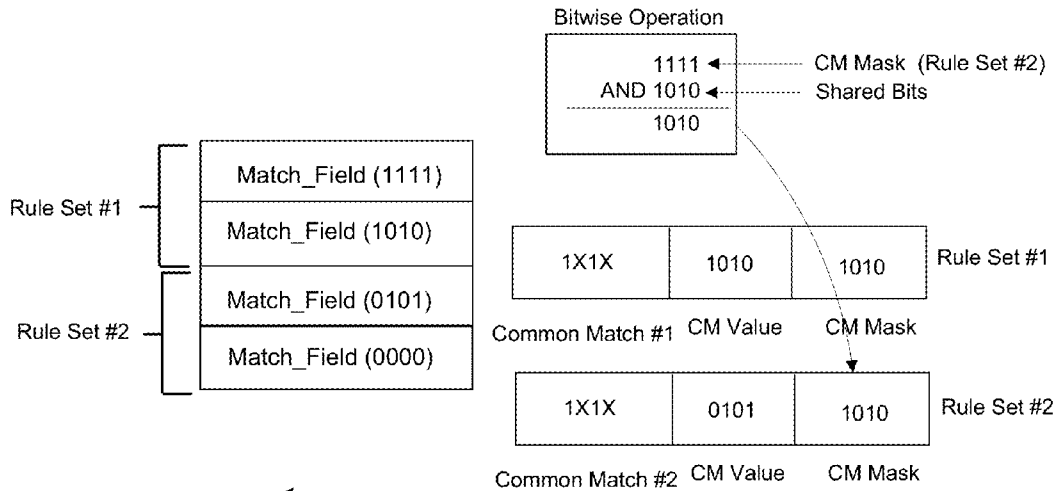 Bitwise Operation
1111
CM Mask (Rule Set #2)
AND 1010
Shared Bits
1010
Rule Set #1
Match_Field (1111)
Match_Field (1010)
Rule Set #2
Match_Field (0101)
Match_Field (0000)
1X1X
1010
1010
Rule Set #1
Common Match #1
CM Value
CM Mask
1X1X
0101
1010
Rule Set #2
Common Match #2
CM Value
CM Mask